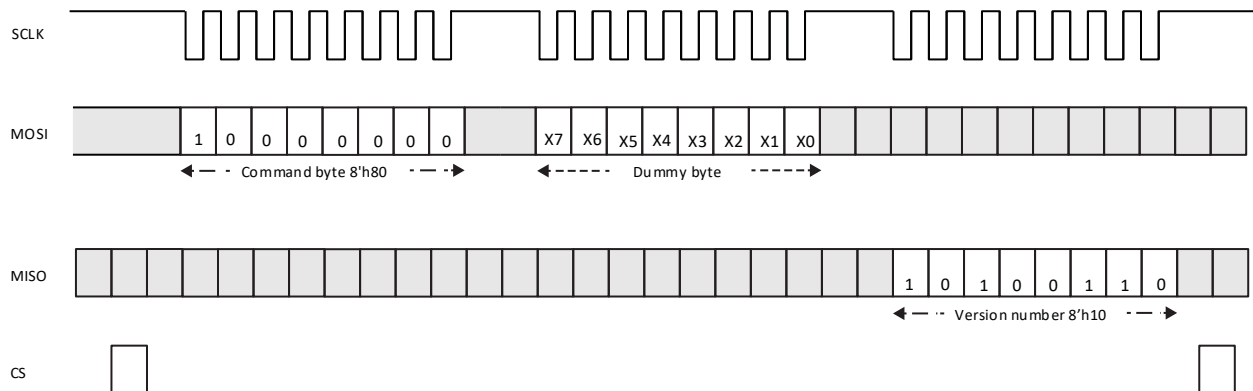 SCLK
MOSI
1 0 0 0 0 0 0 0
X7 X6 X5 X4 X3 X2 X1 X0
Command byte 8'h80
Dummy byte
MISO
1 0 1 0 0 1 1 0
Version number 8'h10
CS